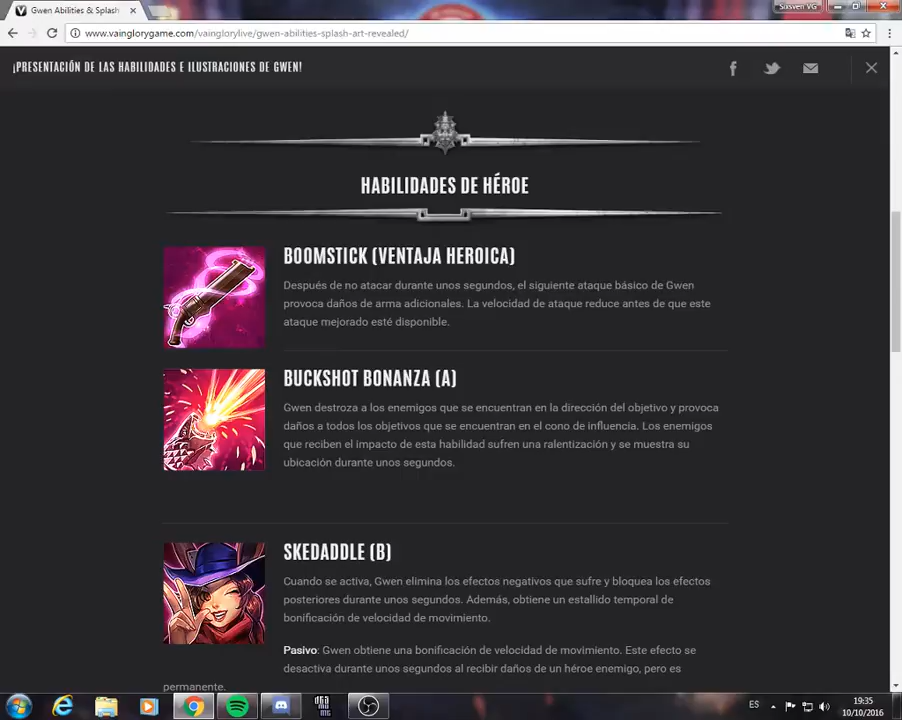 Gwen Abilities & Splash
Sixsven VG
www.vainglorygame.com/vainglorylive/gwen-abilities-splash-art-revealed/
¡PRESENTACIÓN DE LAS HABILIDADES E ILUSTRACIONES DE GWEN!
HABILIDADES DE HÉROE
BOOMSTICK (VENTAJA HEROICA)
Después de no atacar durante unos segundos, el siguiente ataque básico de Gwen
provoca daños de arma adicionales. La velocidad de ataque reduce antes de que este
ataque mejorado esté disponible.
BUCKSHOT BONANZA (A)
Gwen destroza a los enemigos que se encuentran en la dirección del objetivo y provoca
daños a todos los objetivos que se encuentran en el cono de influencia. Los enemigos
que reciben el impacto de esta habilidad sufren una ralentización y se muestra su
ubicación durante unos segundos.
SKEDADDLE (B)
Cuando se activa, Gwen elimina los efectos negativos que sufre y bloquea los efectos
posteriores durante unos segundos. Además, obtiene un estallido temporal de
bonificación de velocidad de movimiento.
Pasivo: Gwen obtiene una bonificación de velocidad de movimiento. Este efecto se
desactiva durante unos segundos al recibir daños de un héroe enemigo, pero es
permanente.
ES
19:35
10/10/2016